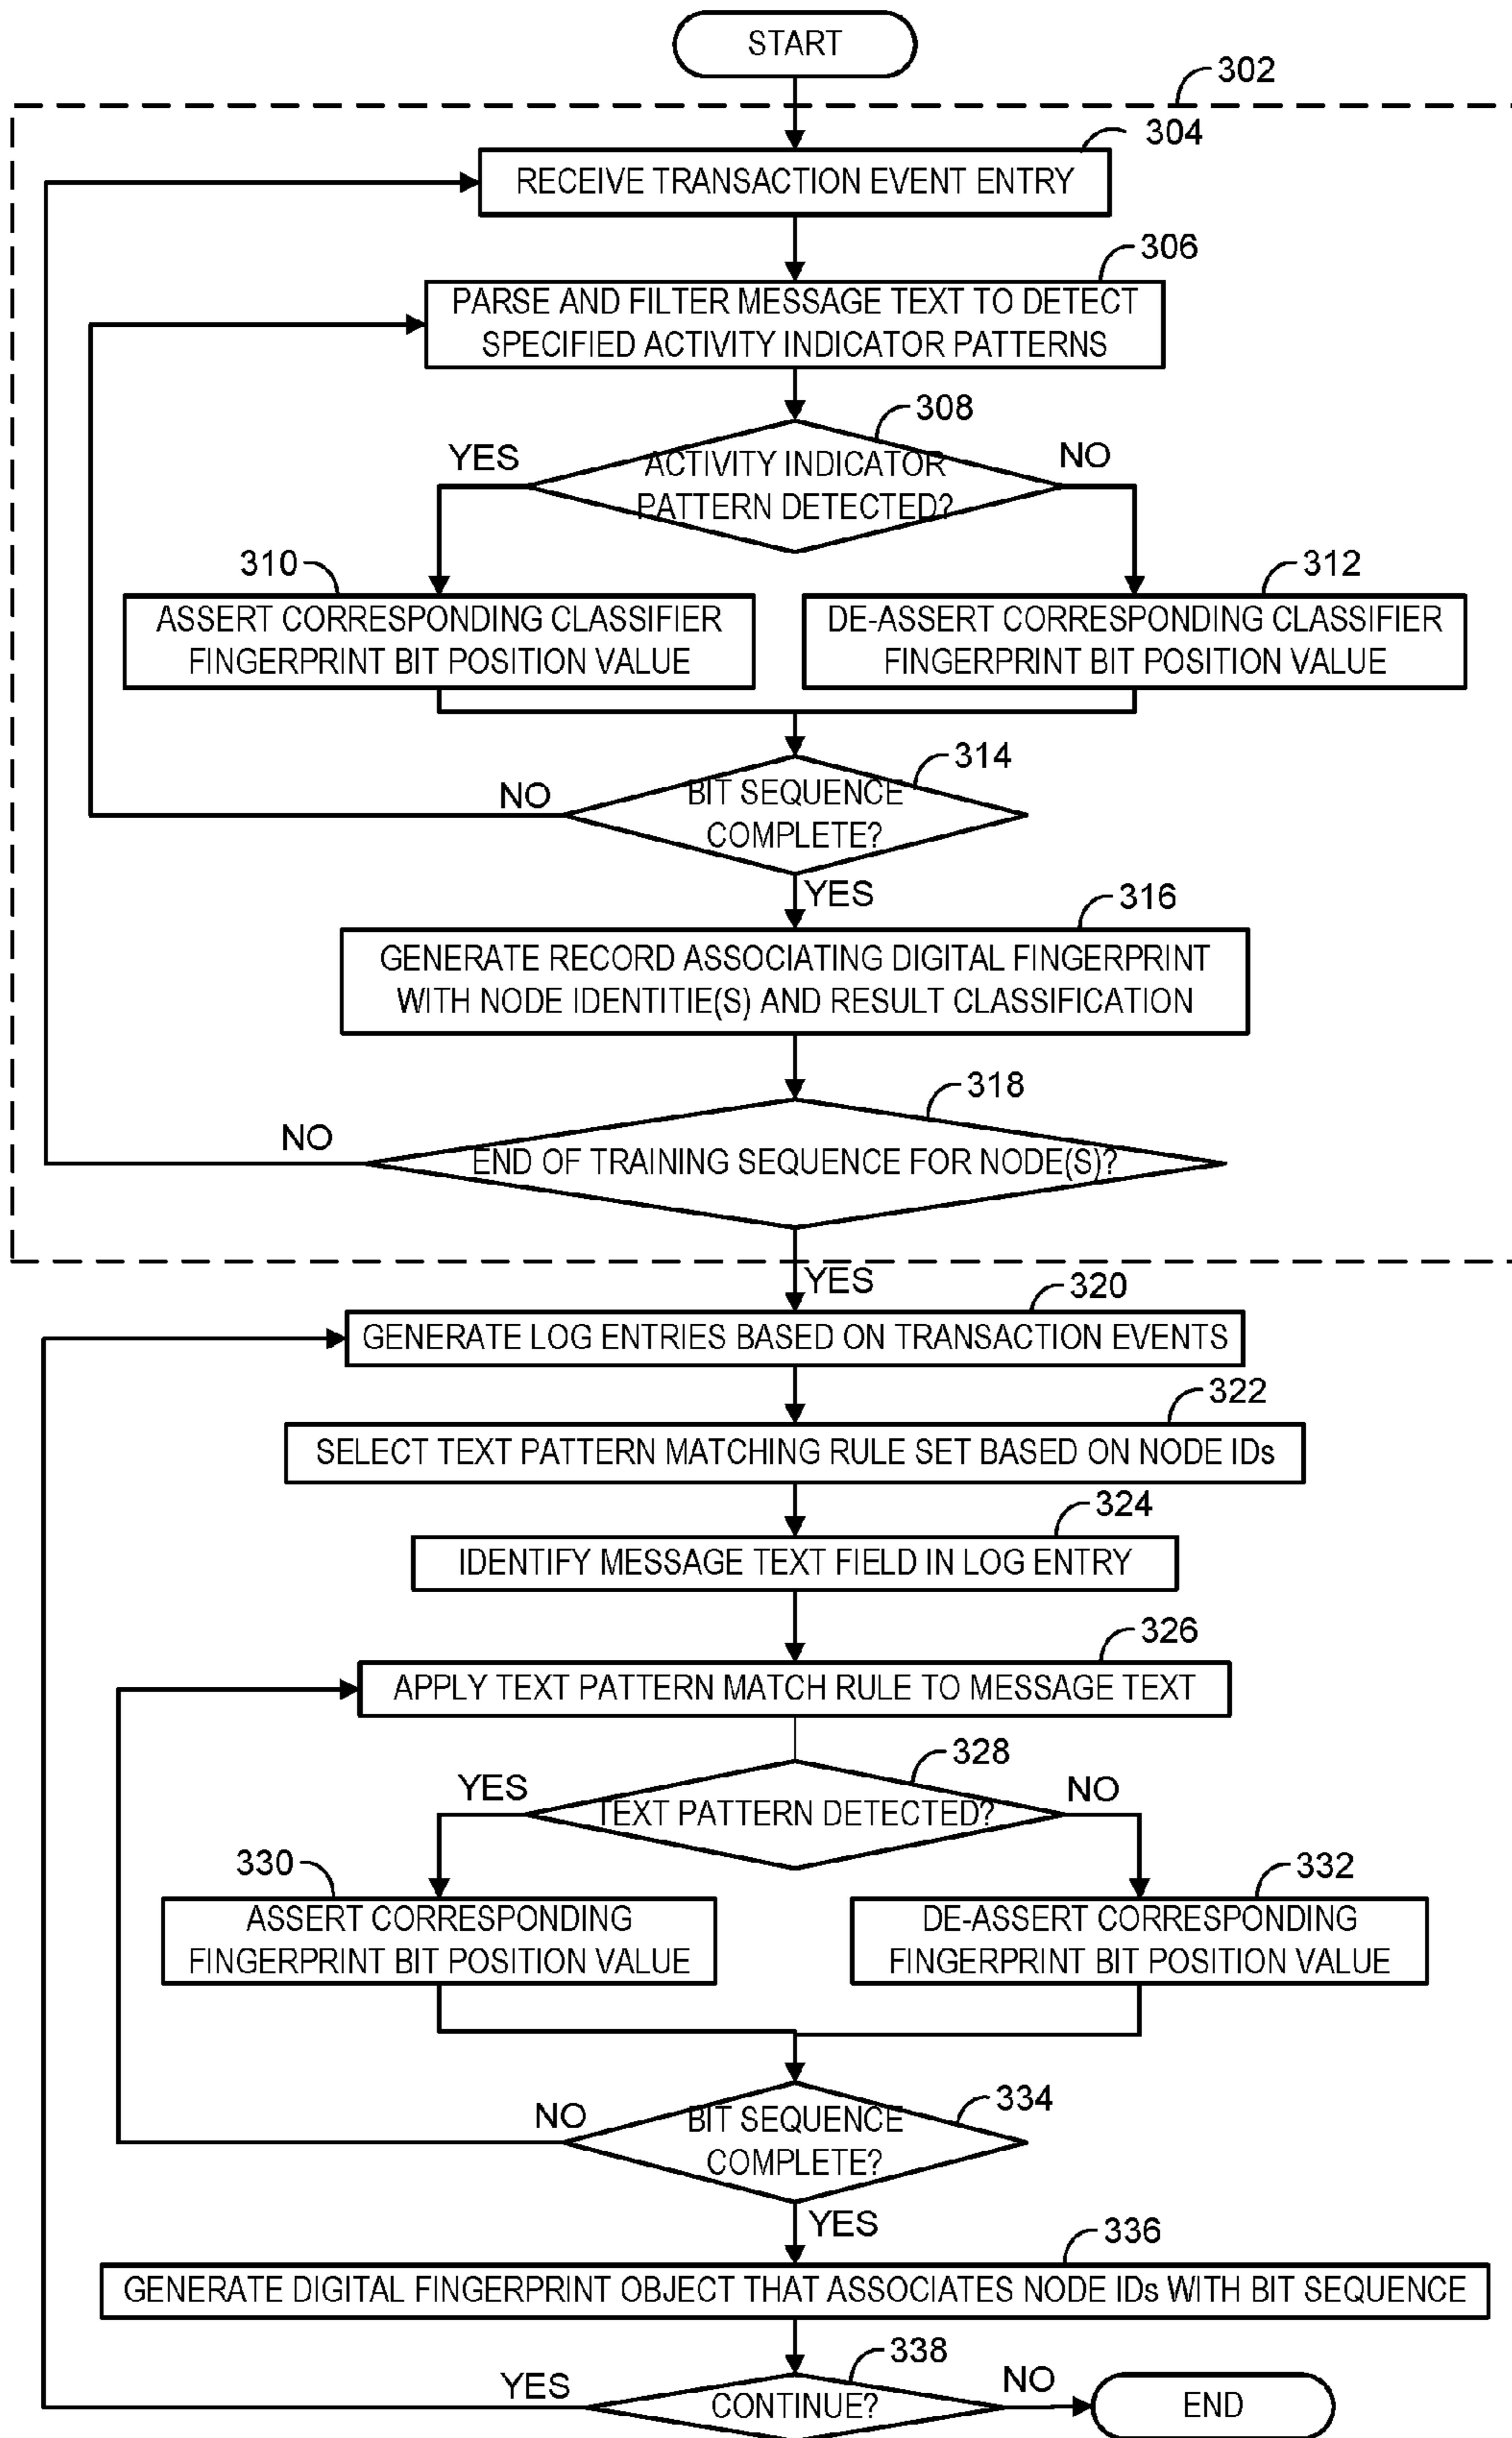 START
302
304
RECEIVE TRANSACTION EVENT ENTRY
306
PARSE AND FILTER MESSAGE TEXT TO DETECT
SPECIFIED ACTIVITY INDICATOR PATTERNS
308
YES
ACTIVITY INDICATOR
PATTERN DETECTED?
NO
310
312
ASSERT CORRESPONDING CLASSIFIER
FINGERPRINT BIT POSITION VALUE
DE-ASSERT CORRESPONDING CLASSIFIER
FINGERPRINT BIT POSITION VALUE
314
NO
BIT SEQUENCE
COMPLETE?
YES
316
GENERATE RECORD ASSOCIATING DIGITAL FINGERPRINT
WITH NODE IDENTITIE(S) AND RESULT CLASSIFICATION
318
NO
END OF TRAINING SEQUENCE FOR NODE(S)?
YES
320
GENERATE LOG ENTRIES BASED ON TRANSACTION EVENTS
322
SELECT TEXT PATTERN MATCHING RULE SET BASED ON NODE IDs
324
IDENTIFY MESSAGE TEXT FIELD IN LOG ENTRY
326
APPLY TEXT PATTERN MATCH RULE TO MESSAGE TEXT
328
YES
TEXT PATTERN DETECTED?
NO
330
332
ASSERT CORRESPONDING
FINGERPRINT BIT POSITION VALUE
DE-ASSERT CORRESPONDING
FINGERPRINT BIT POSITION VALUE
334
NO
BIT SEQUENCE
COMPLETE?
YES
336
GENERATE DIGITAL FINGERPRINT OBJECT THAT ASSOCIATES NODE IDs WITH BIT SEQUENCE
338
YES
CONTINUE?
NO
END